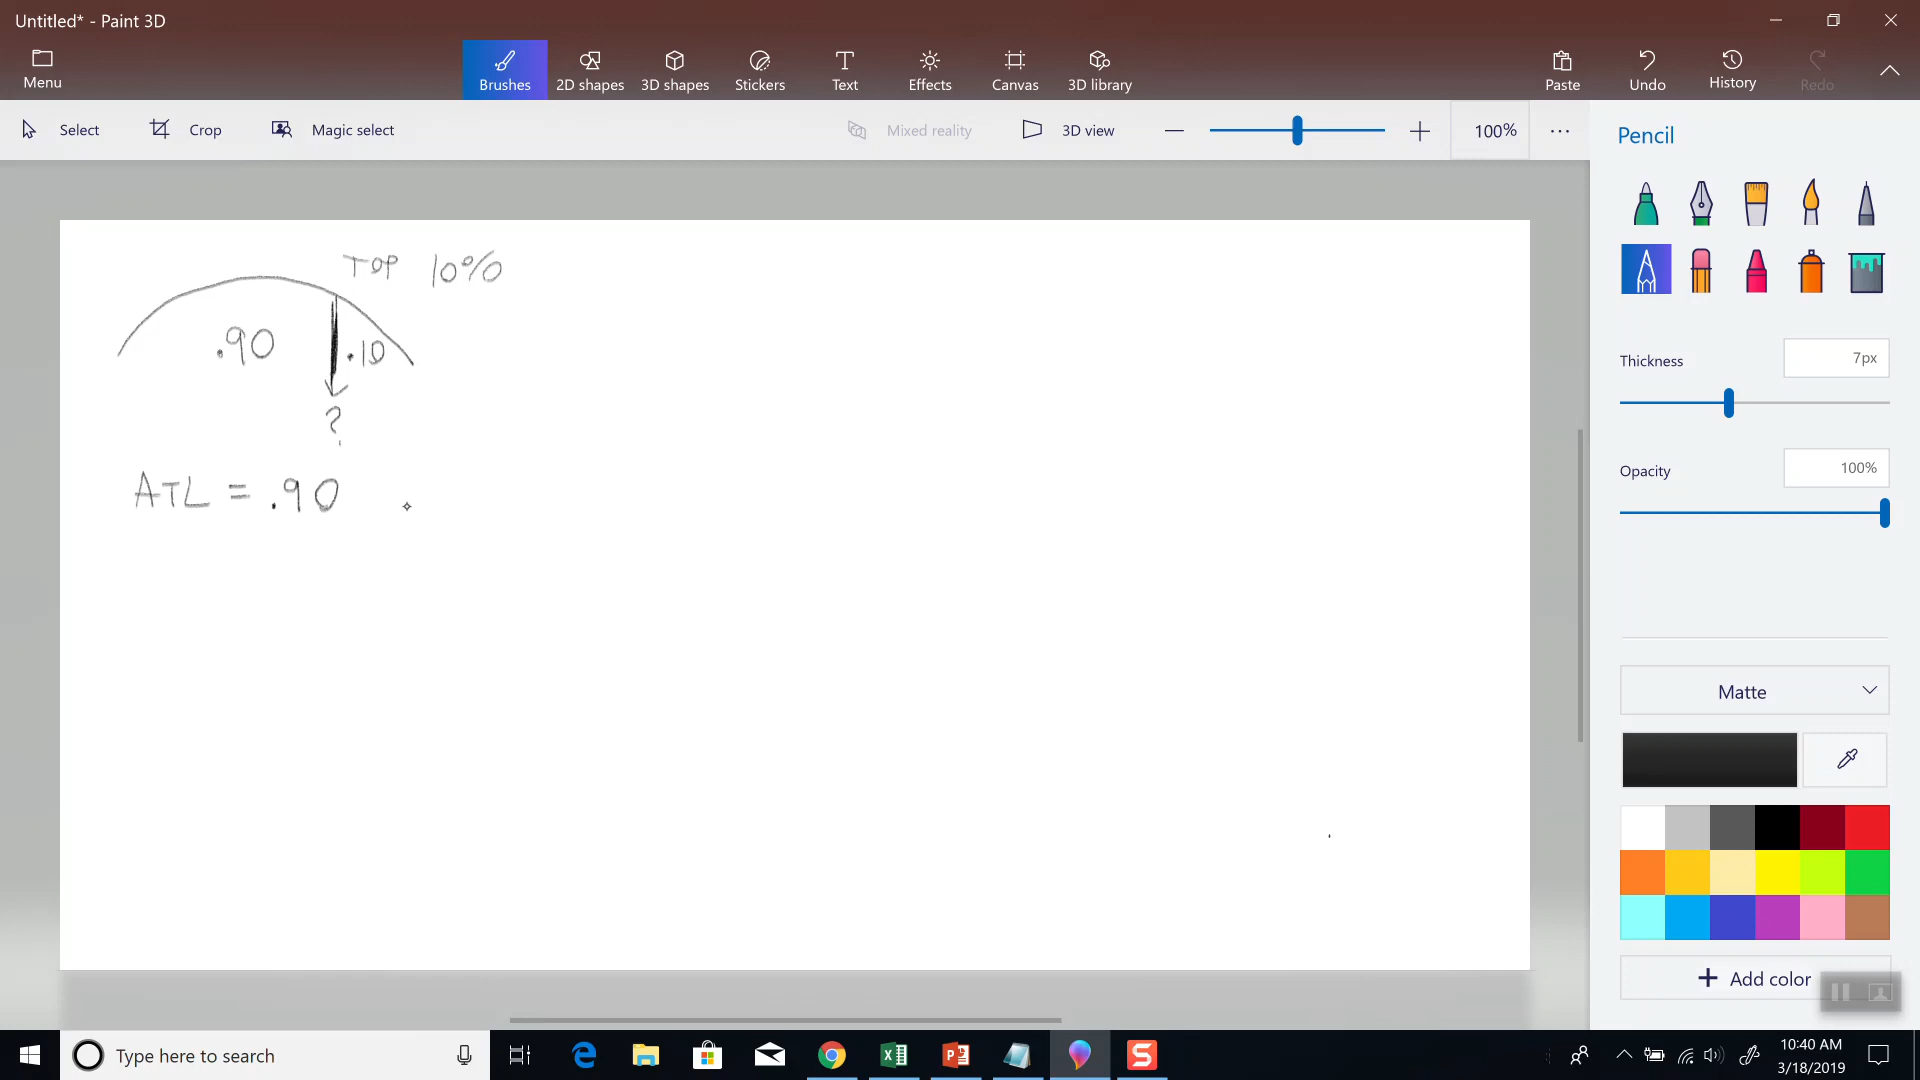 Untitled* - Paint 3D
Menu
Brushes 2D shapes 3D shapes Stickers Text Effects Canvas 3D library Paste Undo History Redo
Select Crop Magic select Mixed reality 3D view 100%
Pencil
TOP 10%
.90 .10
?
ATL = .90
Thickness 7px
Opacity 100%
Matte
Add color
Type here to search
10:40 AM
3/18/2019